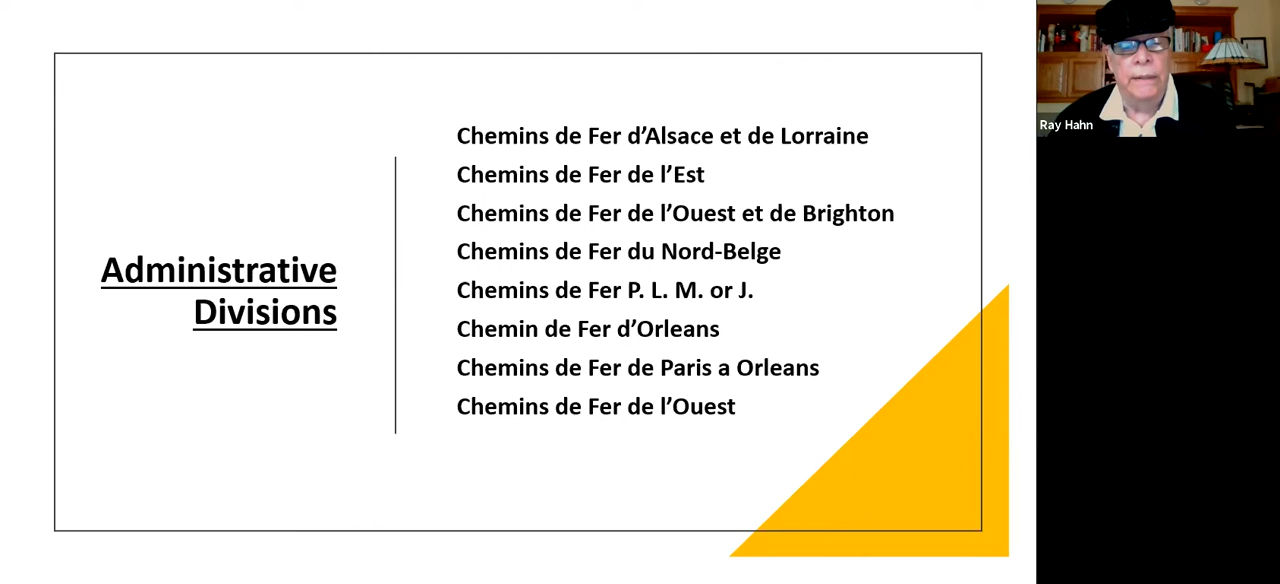 Administrative
Divisions
Chemins de Fer d’Alsace et de Lorraine
Chemins de Fer de l’Est
Chemins de Fer de l’Ouest et de Brighton
Chemins de Fer du Nord-Belge
Chemins de Fer P. L. M. or J.
Chemin de Fer d’Orleans
Chemins de Fer de Paris a Orleans
Chemins de Fer de l’Ouest
Ray Hahn